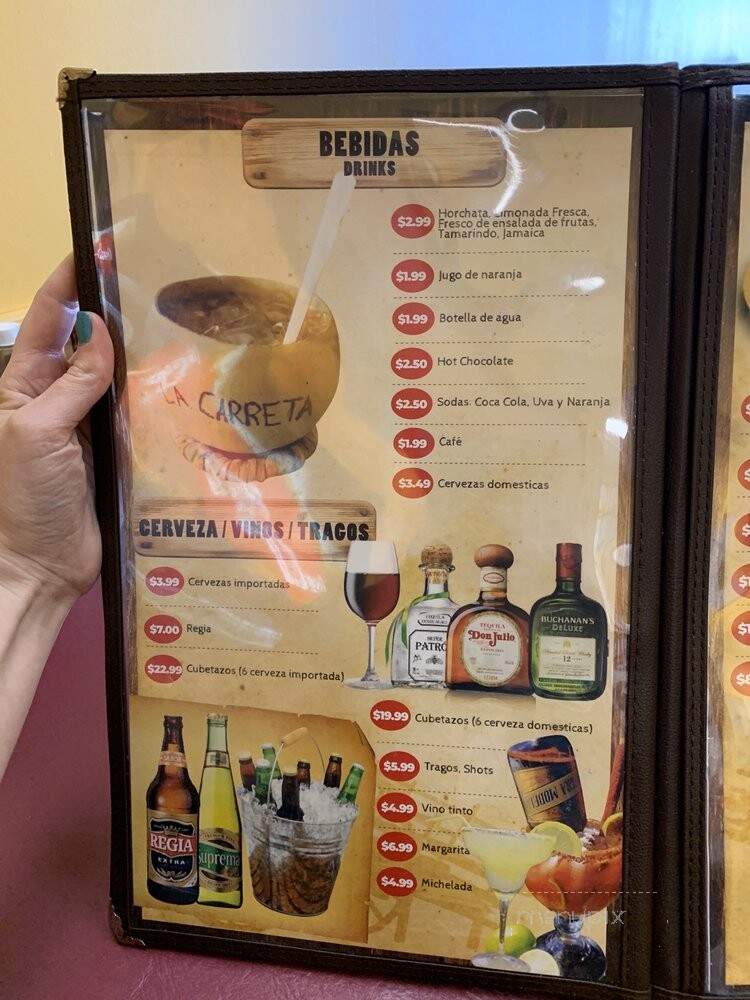 BEBIDAS
DRINKS
$2.99 Horchata, Limonada Fresca,
Fresco de ensalada de frutas,
Tamarindo, Jamaica
$1.99 Jugo de naranja
$1.99 Botella de agua
$2.50 Hot Chocolate
$2.50 Sodas. Coca Cola, Uva y Naranja
$1.99 Café
$3.49 Cervezas domesticas
LA CARRETA
CERVEZA / VINOS / TRAGOS
$3.99 Cervezas importadas
$7.00 Regia
$22.99 Cubetazos (6 cerveza importada)
PATRÓ
TEQUILA
Don Julio
BUCHANAN'S
DELUXE
12
$19.99 Cubetazos (6 cerveza domesticas)
$5.99 Tragos, Shots
$4.99 Vino tinto
$6.99 Margarita
$4.99 Michelada
REGIA
EXTRA
Suprema
MODEL
menupix